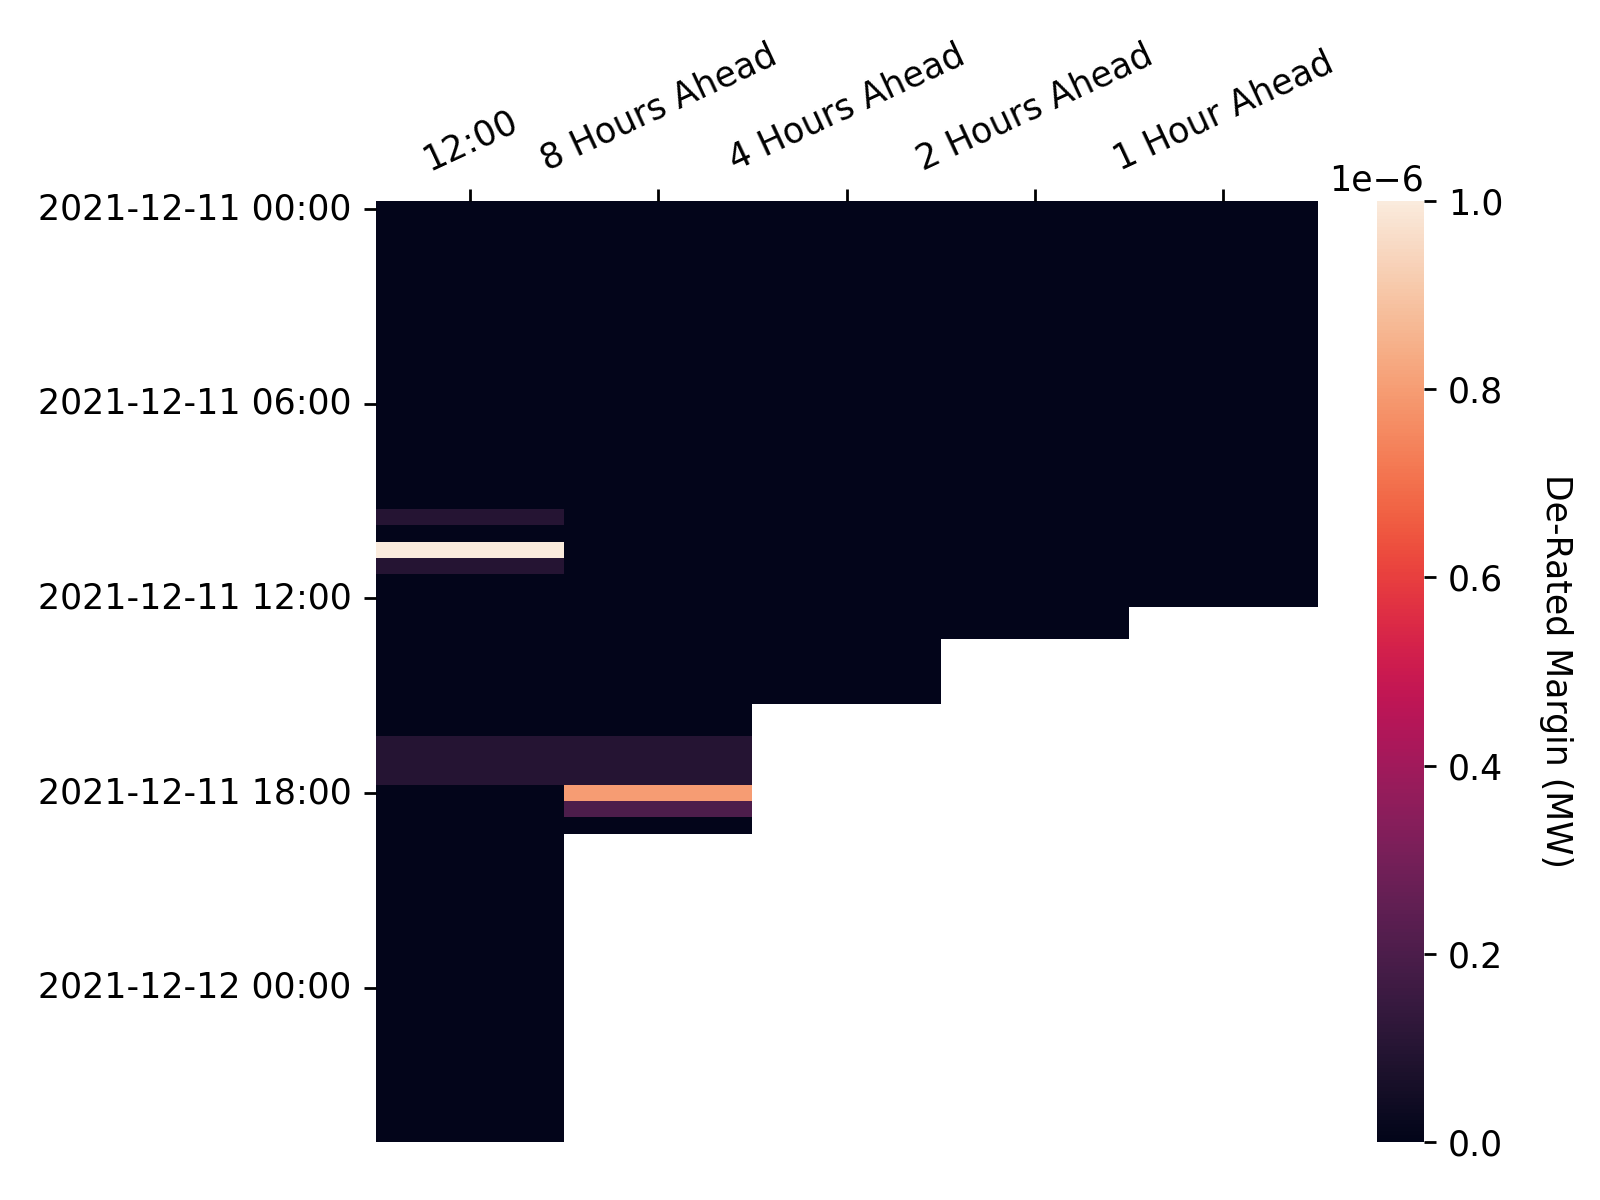 12:00
8 Hours Ahead
4 Hours Ahead
2 Hours Ahead
1 Hour Ahead
2021-12-11 00:00
2021-12-11 06:00
2021-12-11 12:00
2021-12-11 18:00
2021-12-12 00:00
1e−6
1.0
0.8
0.6
0.4
0.2
0.0
De-Rated Margin (MW)